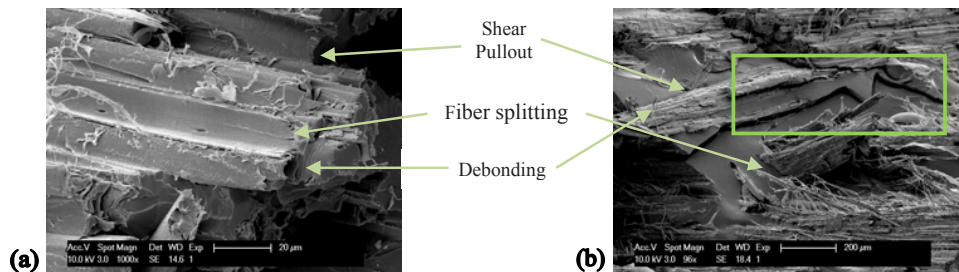 Shear
Pullout
Fiber splitting
Debonding
(a)
Acc.V Spot Magn Det WD Exp 20 µm
10.0 kV 3.0 1000x SE 14.6 1
(b)
Acc.V Spot Magn Det WD Exp 200 µm
10.0 kV 3.0 96x SE 18.4 1